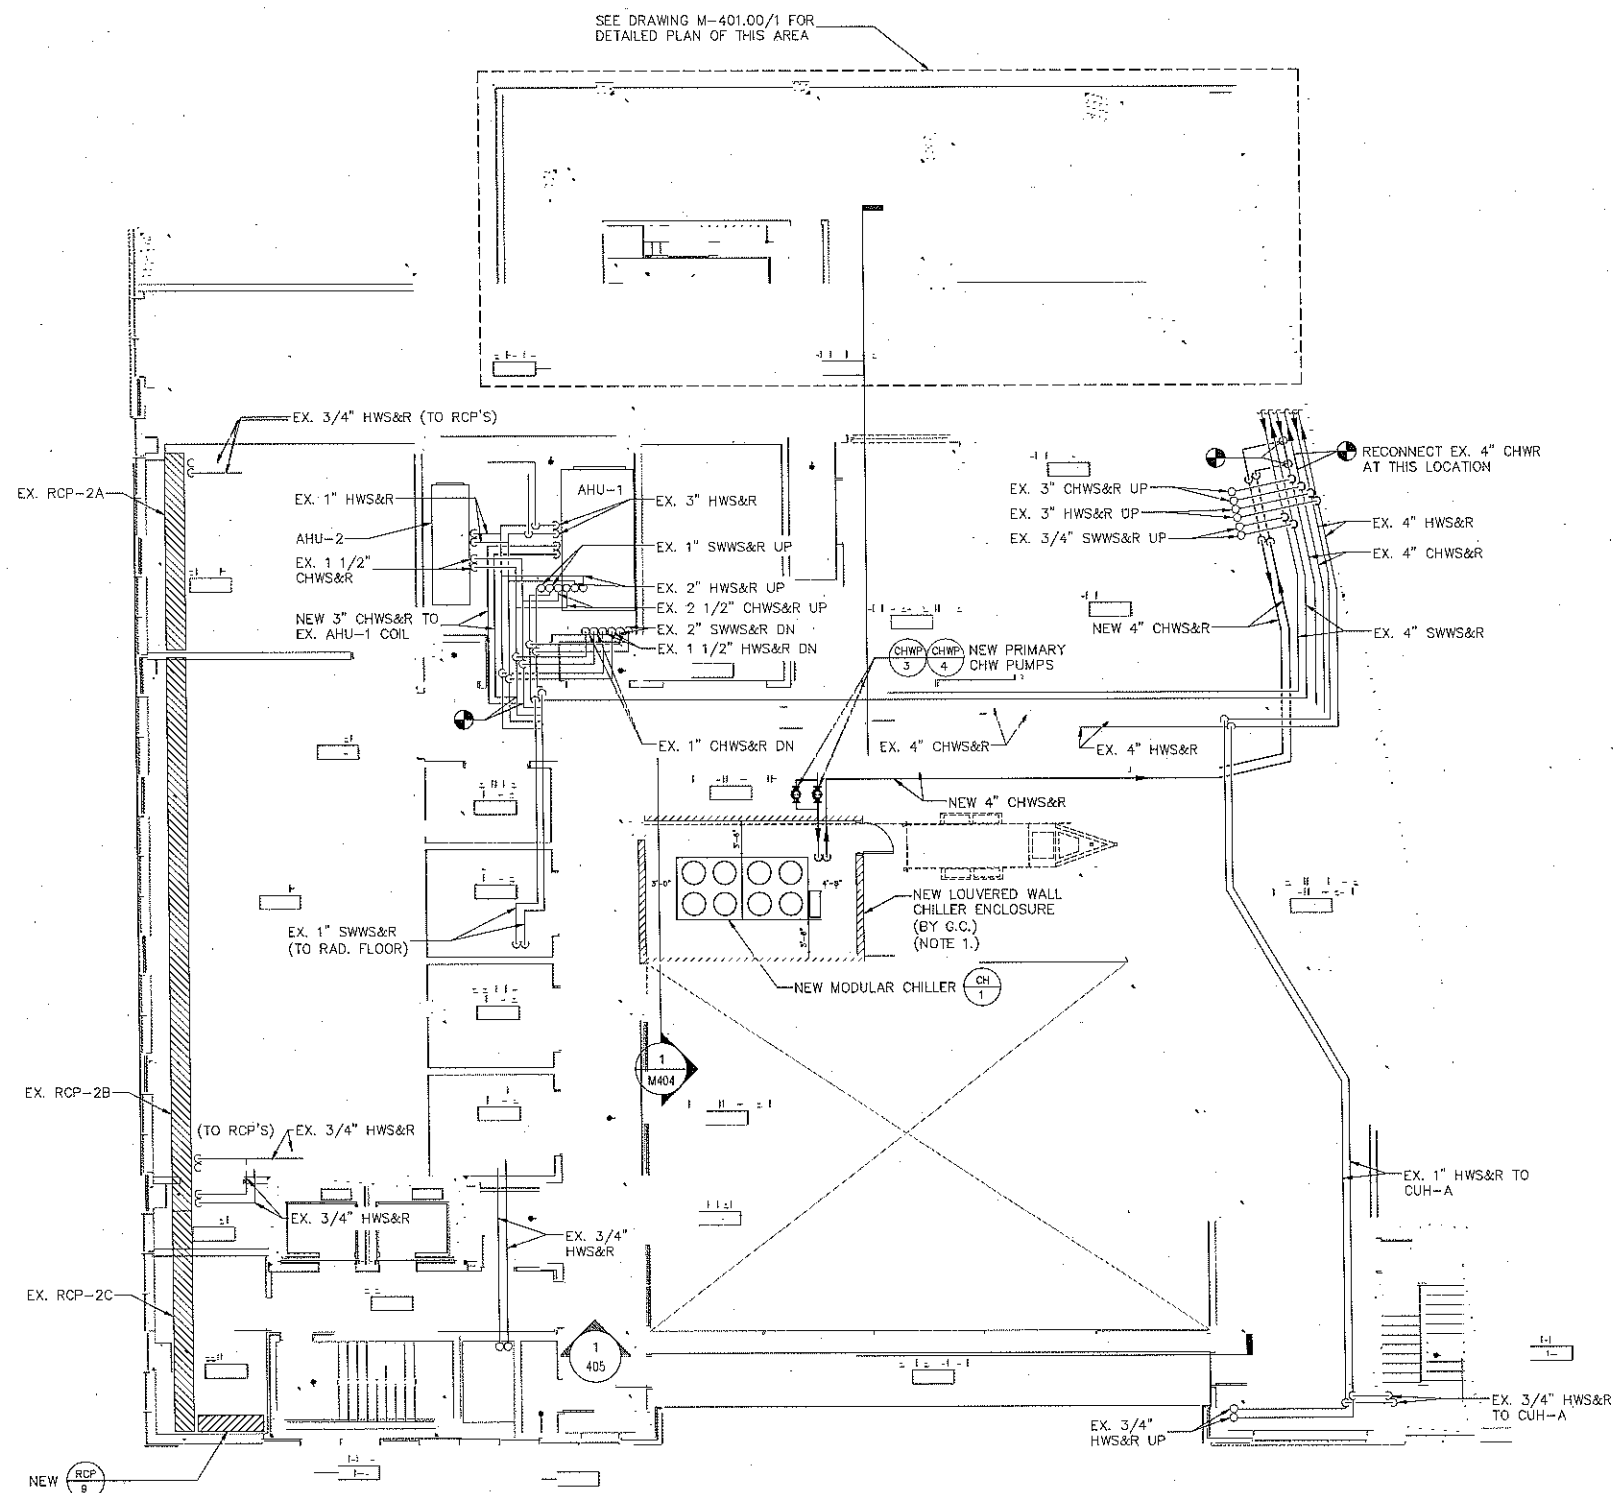 SEE DRAWING M-401.00/1 FOR
DETAILED PLAN OF THIS AREA
EX. 3/4" HWS&R (TO RCP'S)
EX. RCP-2A
EX. 1" HWS&R
AHU-2
EX. 1 1/2"
CHWS&R
NEW 3" CHWS&R TO
EX. AHU-1 COIL
AHU-1
EX. 3" HWS&R
EX. 1" SWWS&R UP
EX. 2" HWS&R UP
EX. 2 1/2" CHWS&R UP
EX. 2" SWWS&R DN
EX. 1 1/2" HWS&R DN
EX. 1" CHWS&R DN
RECONNECT EX. 4" CHWR
AT THIS LOCATION
EX. 3" CHWS&R UP
EX. 3" HWS&R UP
EX. 3/4" SWWS&R UP
EX. 4" HWS&R
EX. 4" CHWS&R
NEW 4" CHWS&R
EX. 4" SWWS&R
CHWP
3
CHWP
4
NEW PRIMARY
CHW PUMPS
EX. 4" CHWS&R
EX. 4" HWS&R
NEW 4" CHWS&R
3'-0"
4'-9"
NEW LOUVERED WALL
CHILLER ENCLOSURE
(BY G.C.)
(NOTE 1.)
NEW MODULAR CHILLER
CH
1
EX. 1" SWWS&R
(TO RAD. FLOOR)
1
M404
EX. RCP-2B
(TO RCP'S)
EX. 3/4" HWS&R
EX. 3/4" HWS&R
EX. 3/4"
HWS&R
EX. 1" HWS&R TO
CUH-A
EX. RCP-2C
1
405
EX. 3/4"
HWS&R UP
EX. 3/4" HWS&R
TO CUH-A
NEW
RCP
9